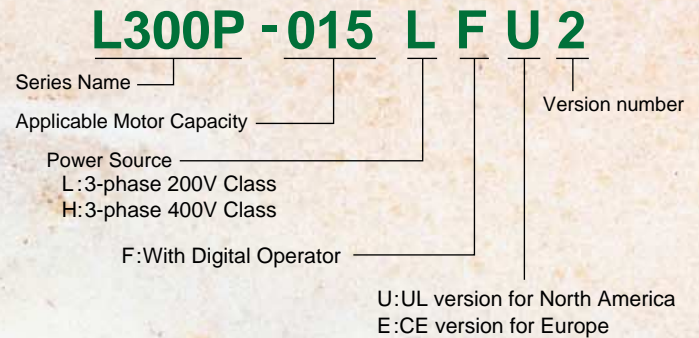 L300P - 015 L F U 2
Series Name
Version number
Applicable Motor Capacity
Power Source
L:3-phase 200V Class
H:3-phase 400V Class
F:With Digital Operator
U:UL version for North America
E:CE version for Europe